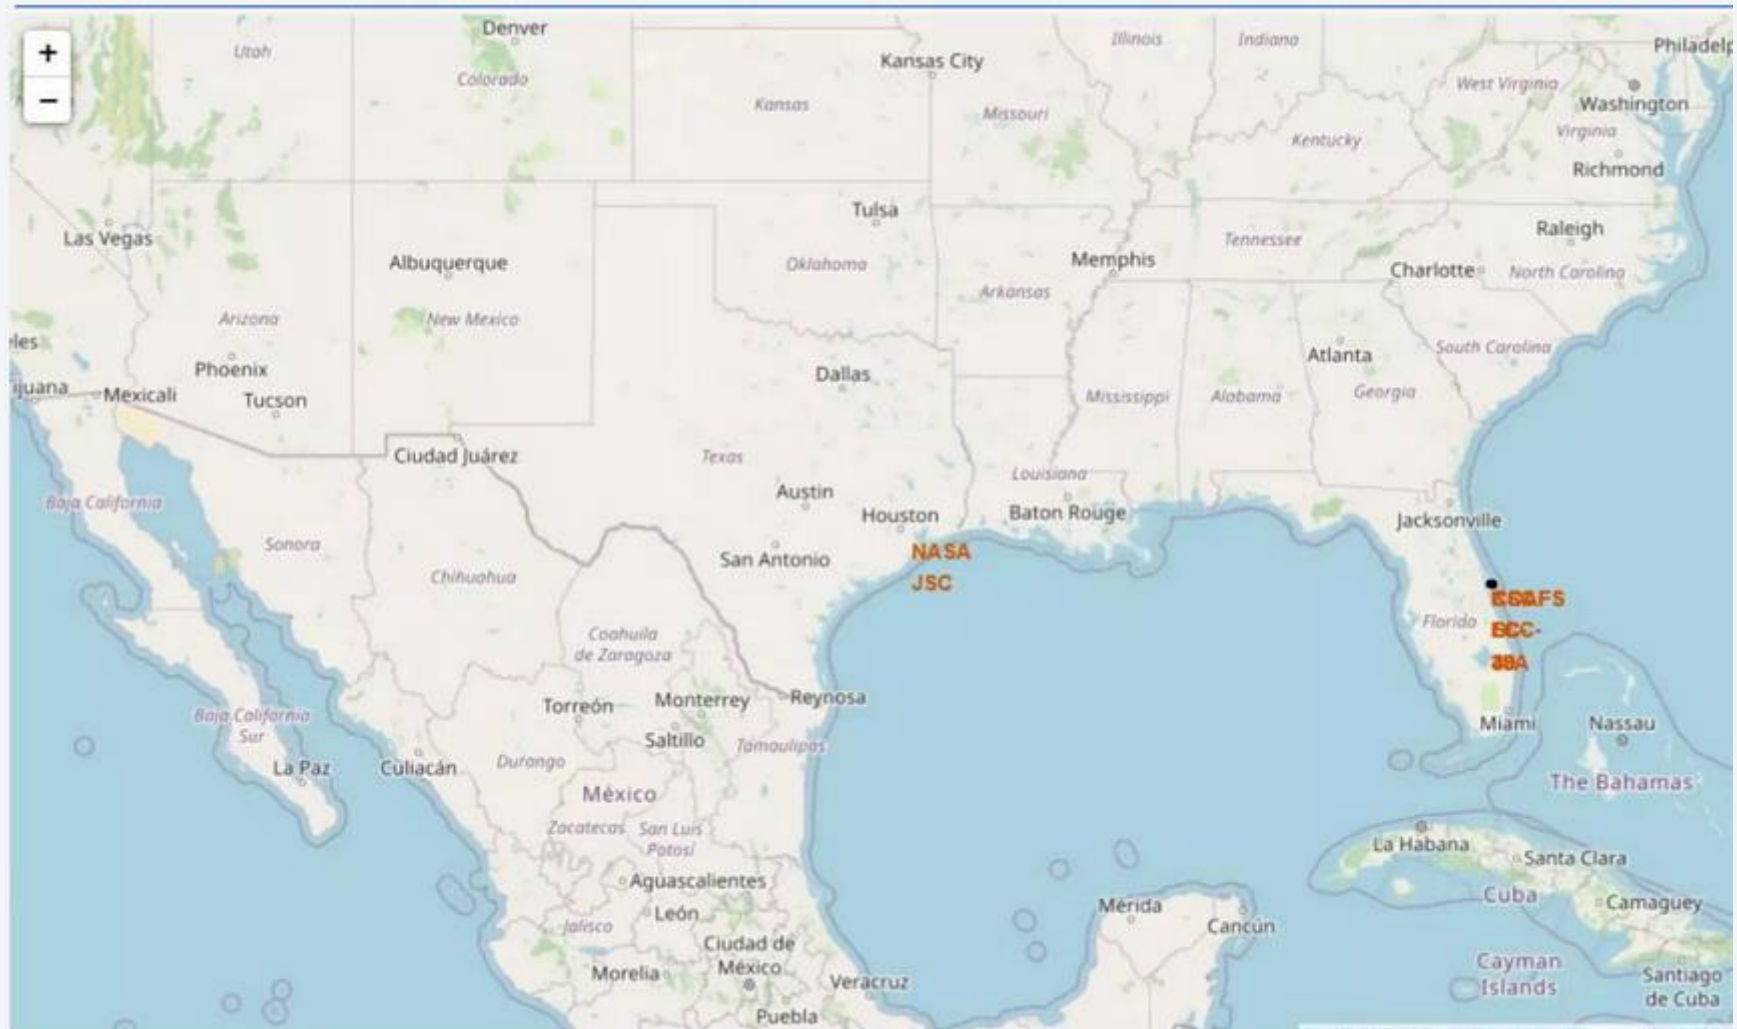 +
−
Denver
Utah
Colorado
Kansas City
Kansas
Missouri
Illinois
Indiana
Philadelp
West Virginia
Washington
Virginia
Richmond
Kentucky
Las Vegas
Albuquerque
Tulsa
Oklahoma
Arkansas
Memphis
Tennessee
Raleigh
Charlotte
North Carolina
Arizona
New Mexico
Phoenix
Tucson
Dallas
Atlanta
South Carolina
Mississippi
Alabama
Georgia
eles
ijuana
Mexicali
Ciudad Juárez
Texas
Louisiana
Austin
Houston
Baton Rouge
Jacksonville
Baja California
Sonora
Chihuahua
San Antonio
NASA
JSC
Florida
Coahuila
de Zaragoza
Torreón
Monterrey
Reynosa
Saltillo
Tamaulipas
Miami
Nassau
The Bahamas
Baja California
Sur
La Paz
Culiacán
Durango
México
Zacatecas
San Luis
Potosí
La Habana
Santa Clara
Cuba
Camaguey
Aguascalientes
León
Jalisco
Ciudad de
México
Morelia
Veracruz
Puebla
Mérida
Cancún
Cayman
Islands
Santiago
de Cuba